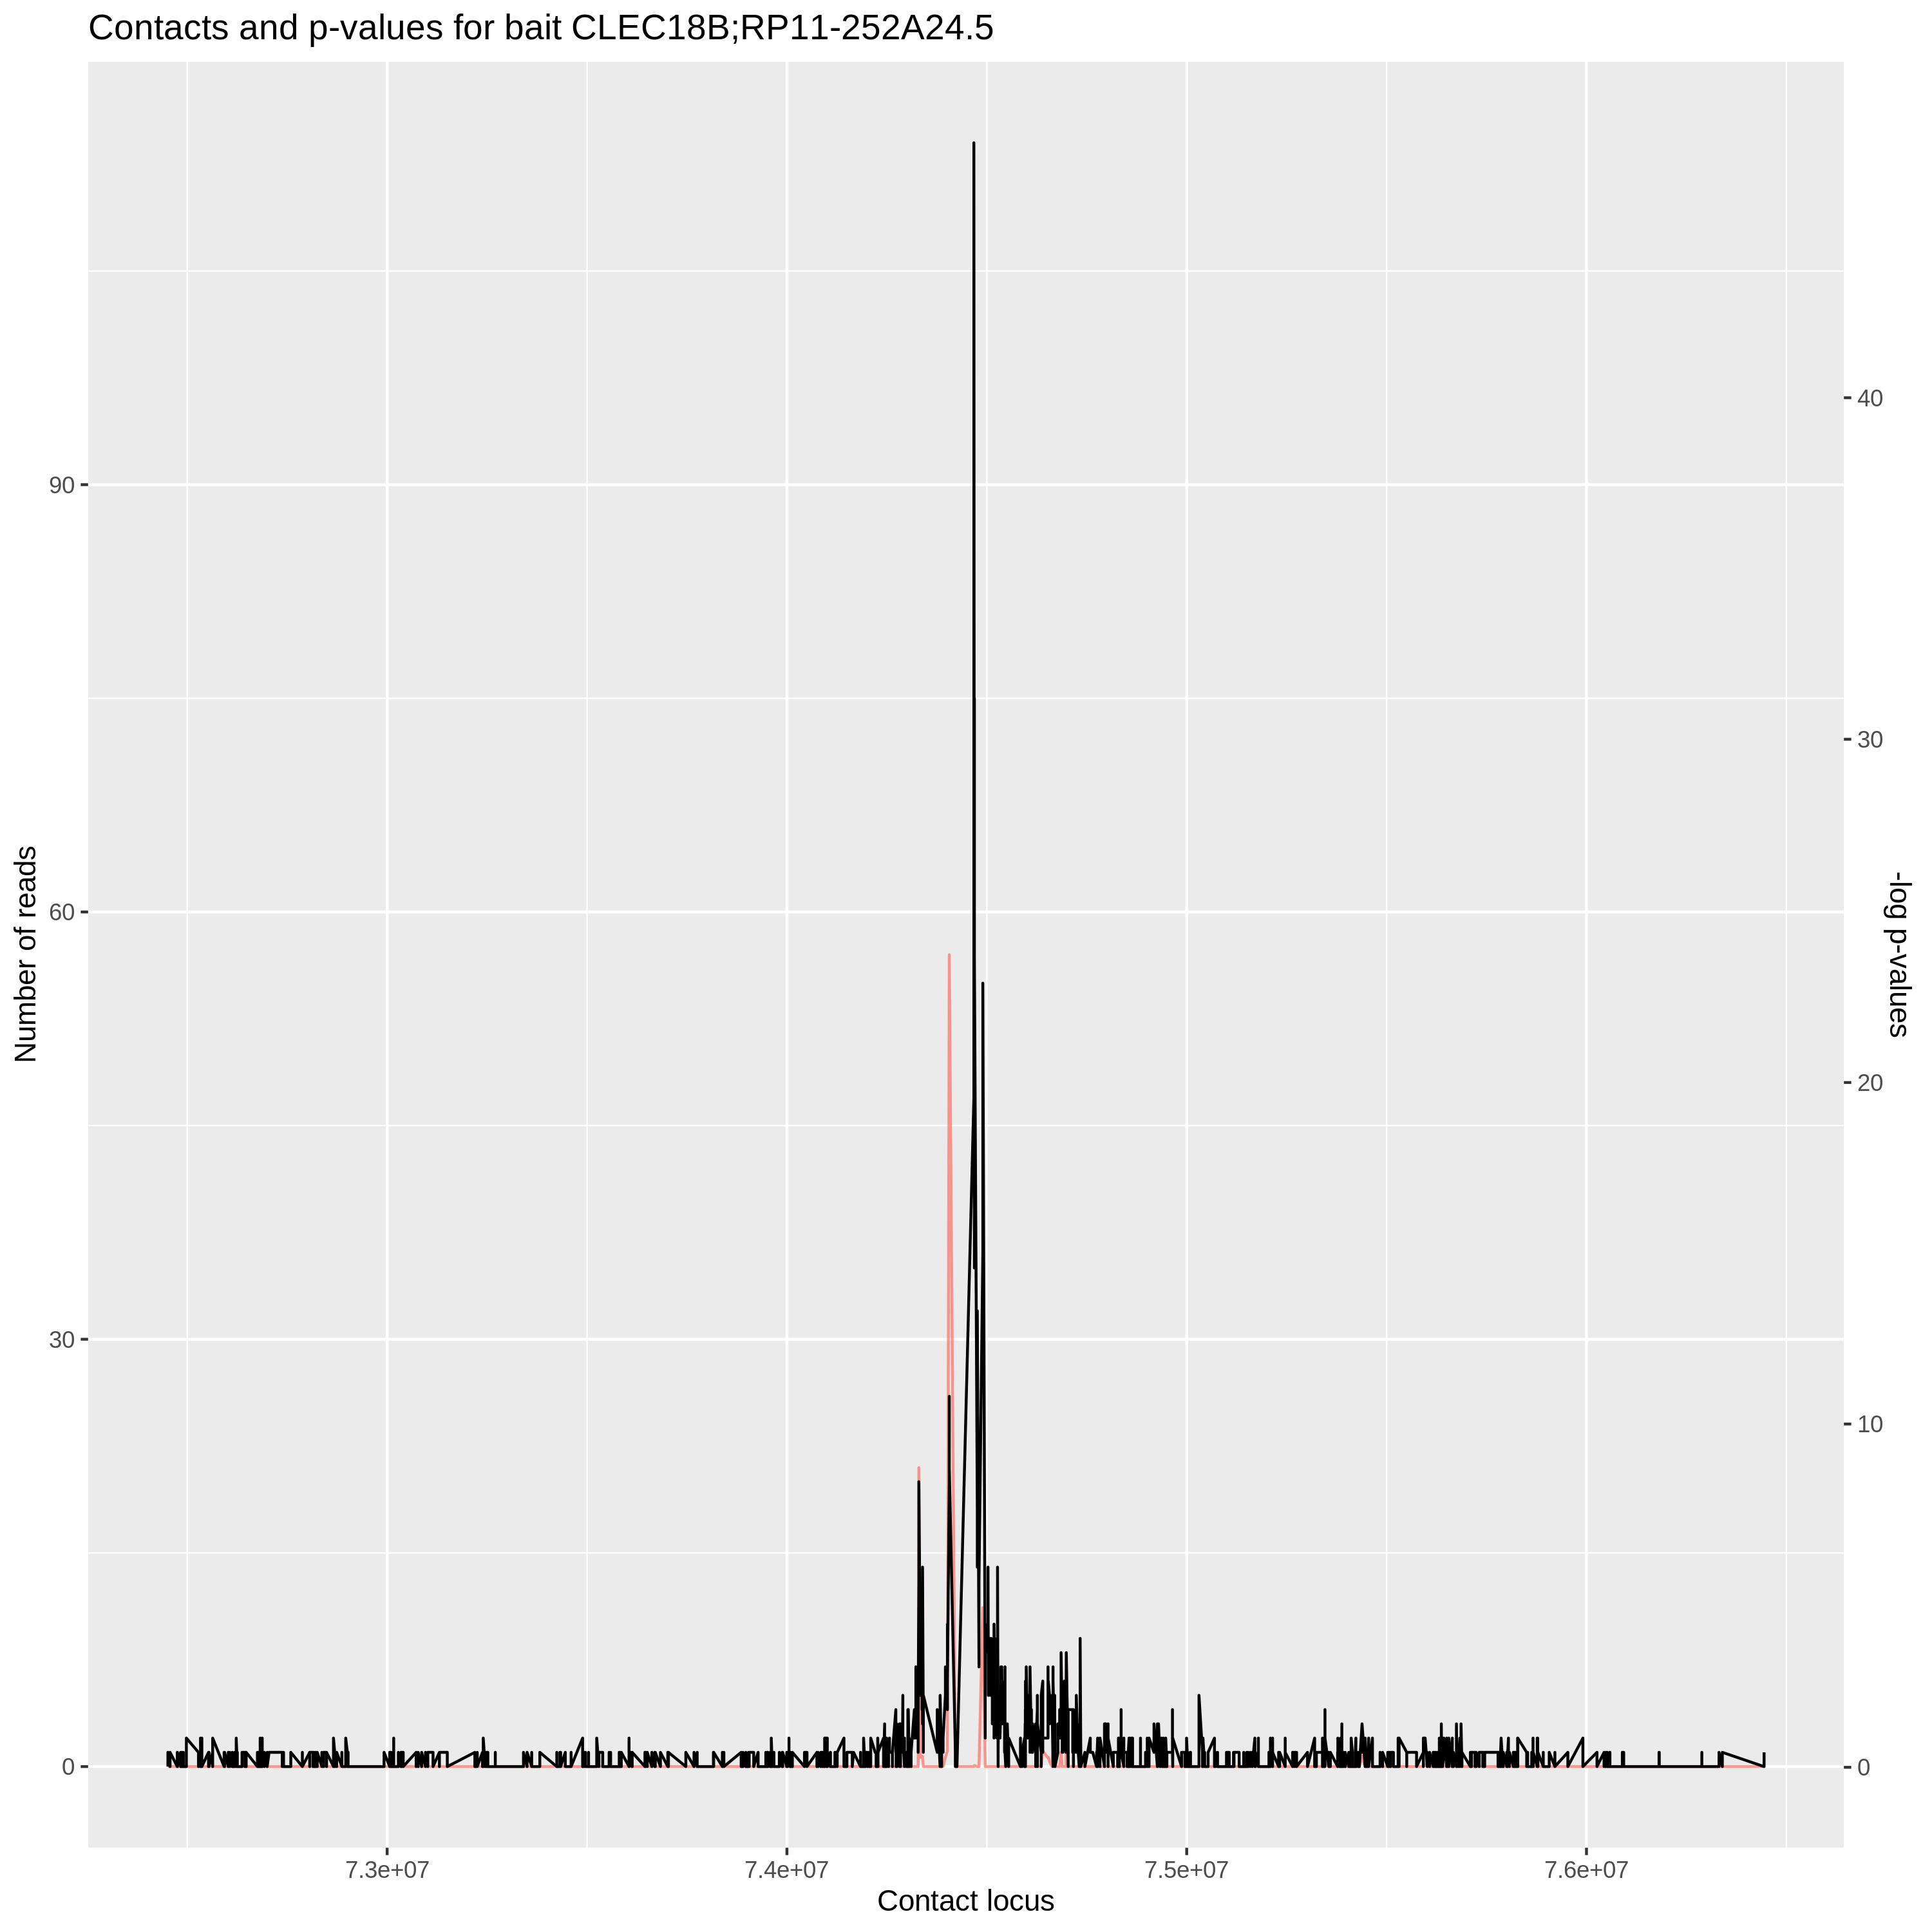 Contacts and p-values for bait CLEC18B;RP11-252A24.5
Number of reads
90
60
30
0
40
30
20
10
0
-log p-values
7.3e+07 7.4e+07 7.5e+07 7.6e+07
Contact locus